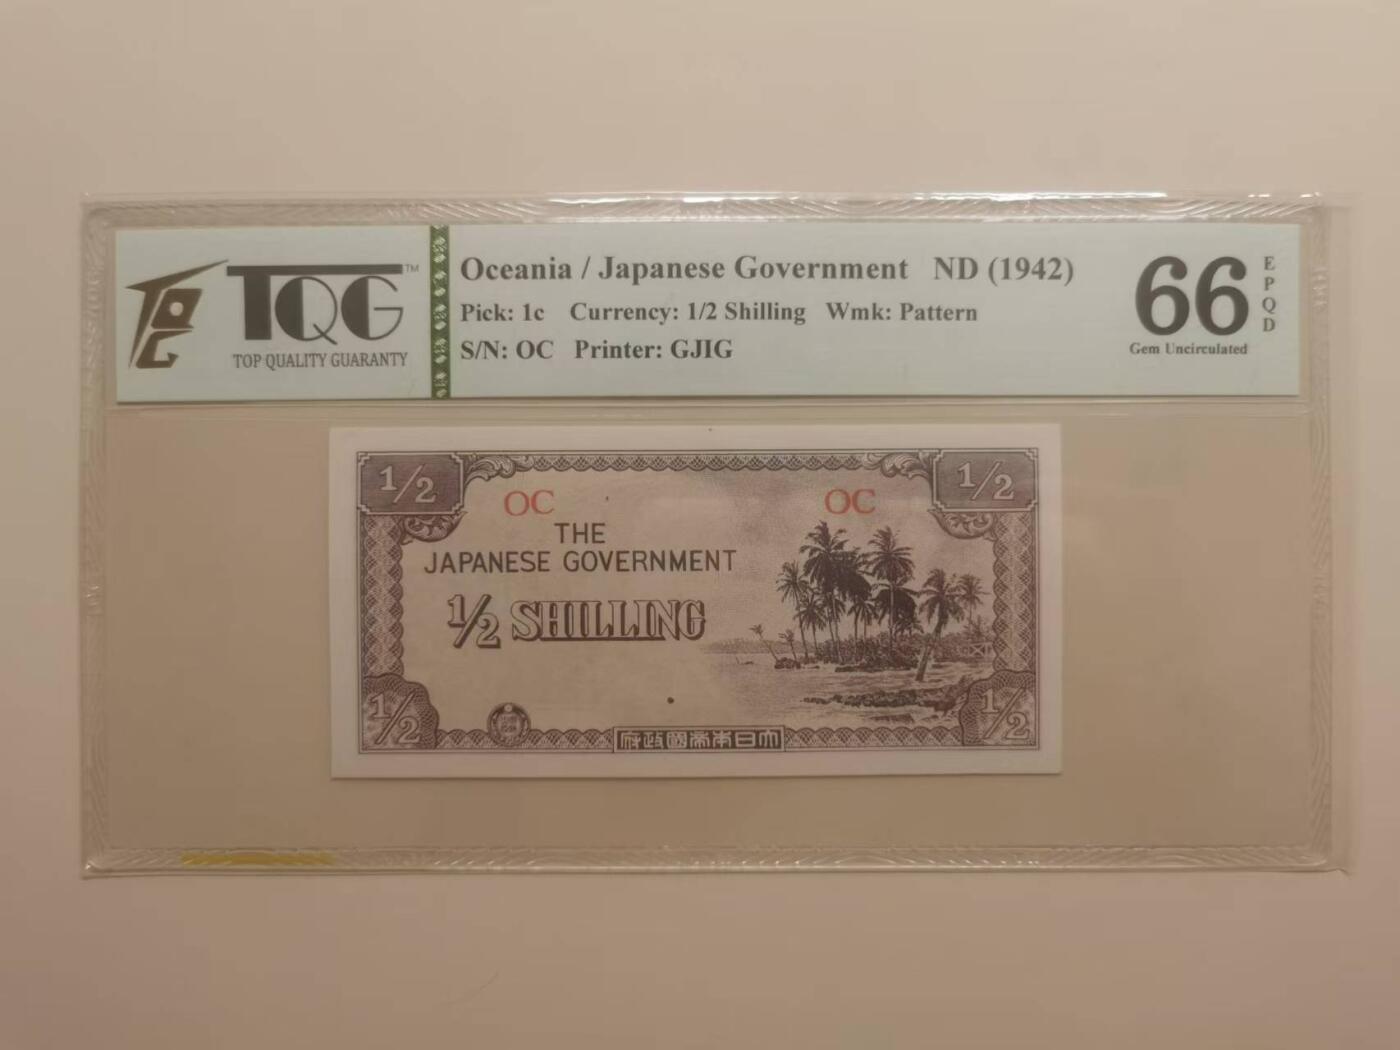 TQG™
TOP QUALITY GUARANTY
Oceania / Japanese Government ND (1942)
Pick: 1c Currency: 1/2 Shilling Wmk: Pattern
S/N: OC Printer: GJIG
66
EPQD
Gem Uncirculated
1/2 1/2
OC OC
THE
JAPANESE GOVERNMENT
1/2 SHILLING
1/2 1/2
府政國帝本日大